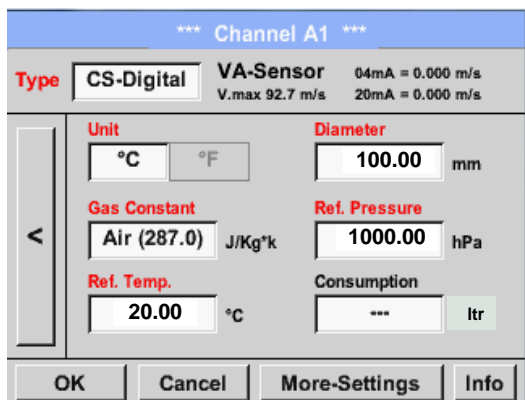 *** Channel A1 ***
Type CS-Digital VA-Sensor 04mA = 0.000 m/s
V.max 92.7 m/s 20mA = 0.000 m/s
Unit Diameter
°C °F 100.00 mm
Gas Constant Ref. Pressure
< Air (287.0) J/Kg*k 1000.00 hPa
Ref. Temp. Consumption
20.00 °C --- ltr
OK Cancel More-Settings Info